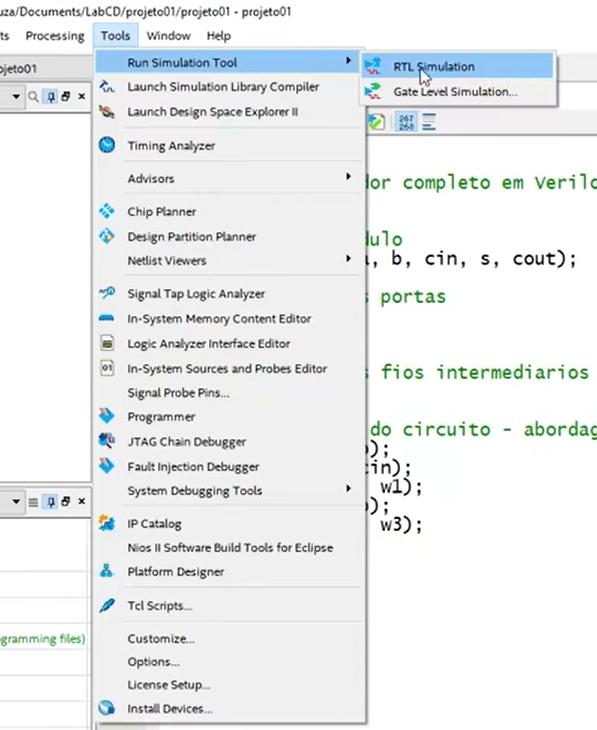 uza/Documents/LabCD/projeto01/projeto01 - projeto01
ts Processing Tools Window Help
ojeto01
Run Simulation Tool
RTL Simulation
Launch Simulation Library Compiler
Gate Level Simulation...
Launch Design Space Explorer II
267
268
Timing Analyzer
Advisors
dor completo em Verilo
Chip Planner
Design Partition Planner
dulo
Netlist Viewers
, b, cin, s, cout);
Signal Tap Logic Analyzer
s portas
In-System Memory Content Editor
Logic Analyzer Interface Editor
In-System Sources and Probes Editor
s fios intermediarios
Signal Probe Pins...
Programmer
do circuito - abordag
JTAG Chain Debugger
);
Fault Injection Debugger
cin);
System Debugging Tools
w1);
);
IP Catalog
w3);
Nios II Software Build Tools for Eclipse
Platform Designer
Tcl Scripts...
Customize...
ogramming files)
Options...
License Setup...
Install Devices...